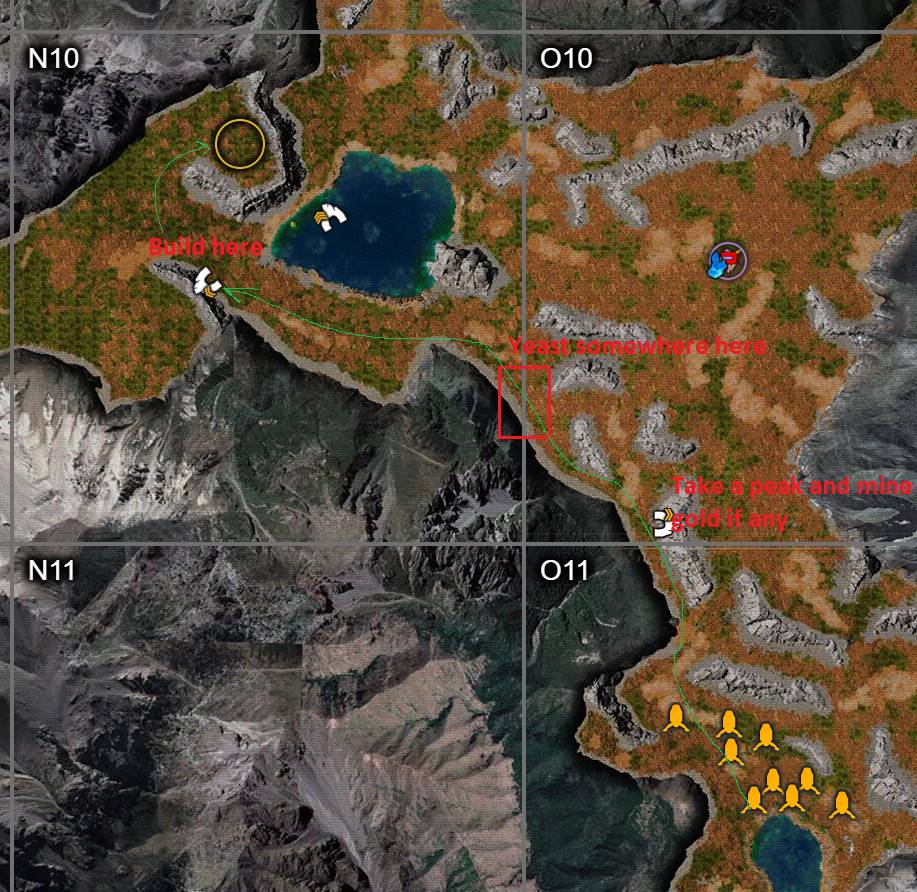 N10
O10
Build here
Yeast somewhere here
Take a peak and mine
gold if any
N11
O11